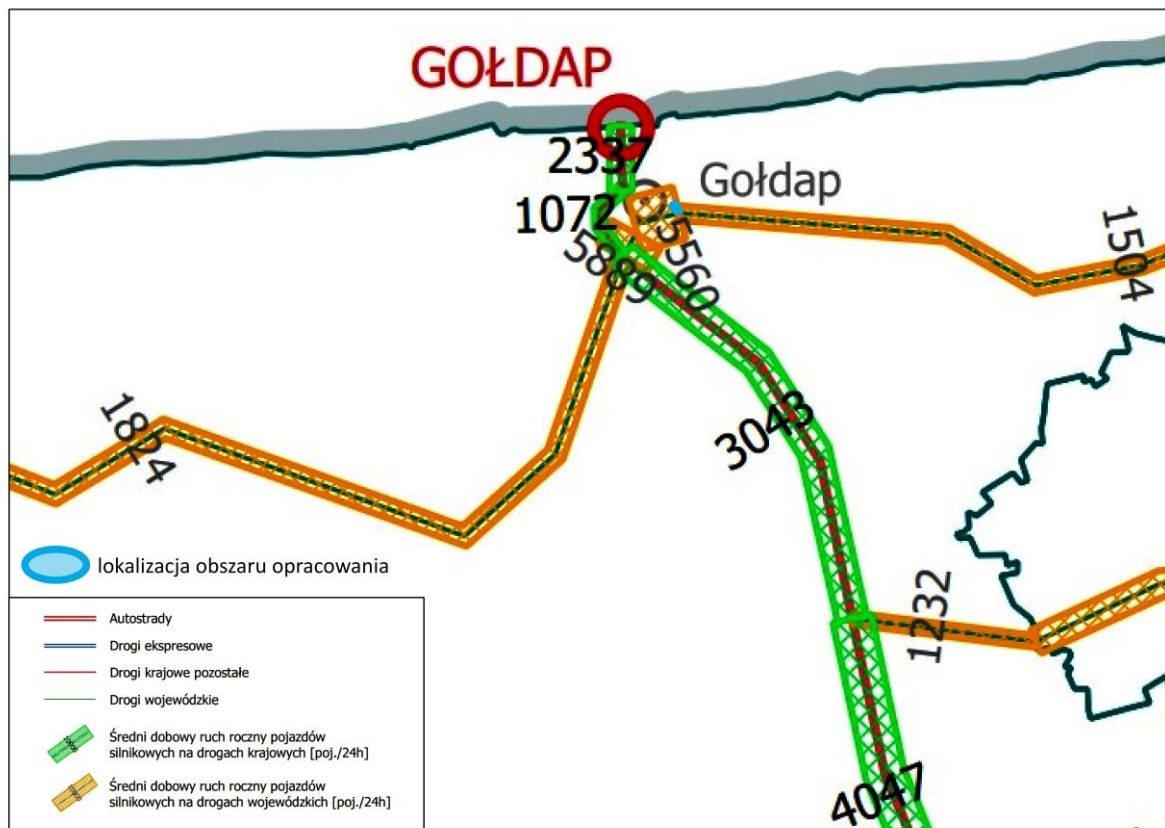 GOŁDAP
2337
Gołdap
1072
5889
5560
1504
3043
1824
lokalizacja obszaru opracowania
1232
Autostrady
Drogi ekspresowe
Drogi krajowe pozostałe
Drogi wojewódzkie
Średni dobowy ruch roczny pojazdów
silnikowych na drogach krajowych [poj./24h]
Średni dobowy ruch roczny pojazdów
silnikowych na drogach wojewódzkich [poj./24h]
4047